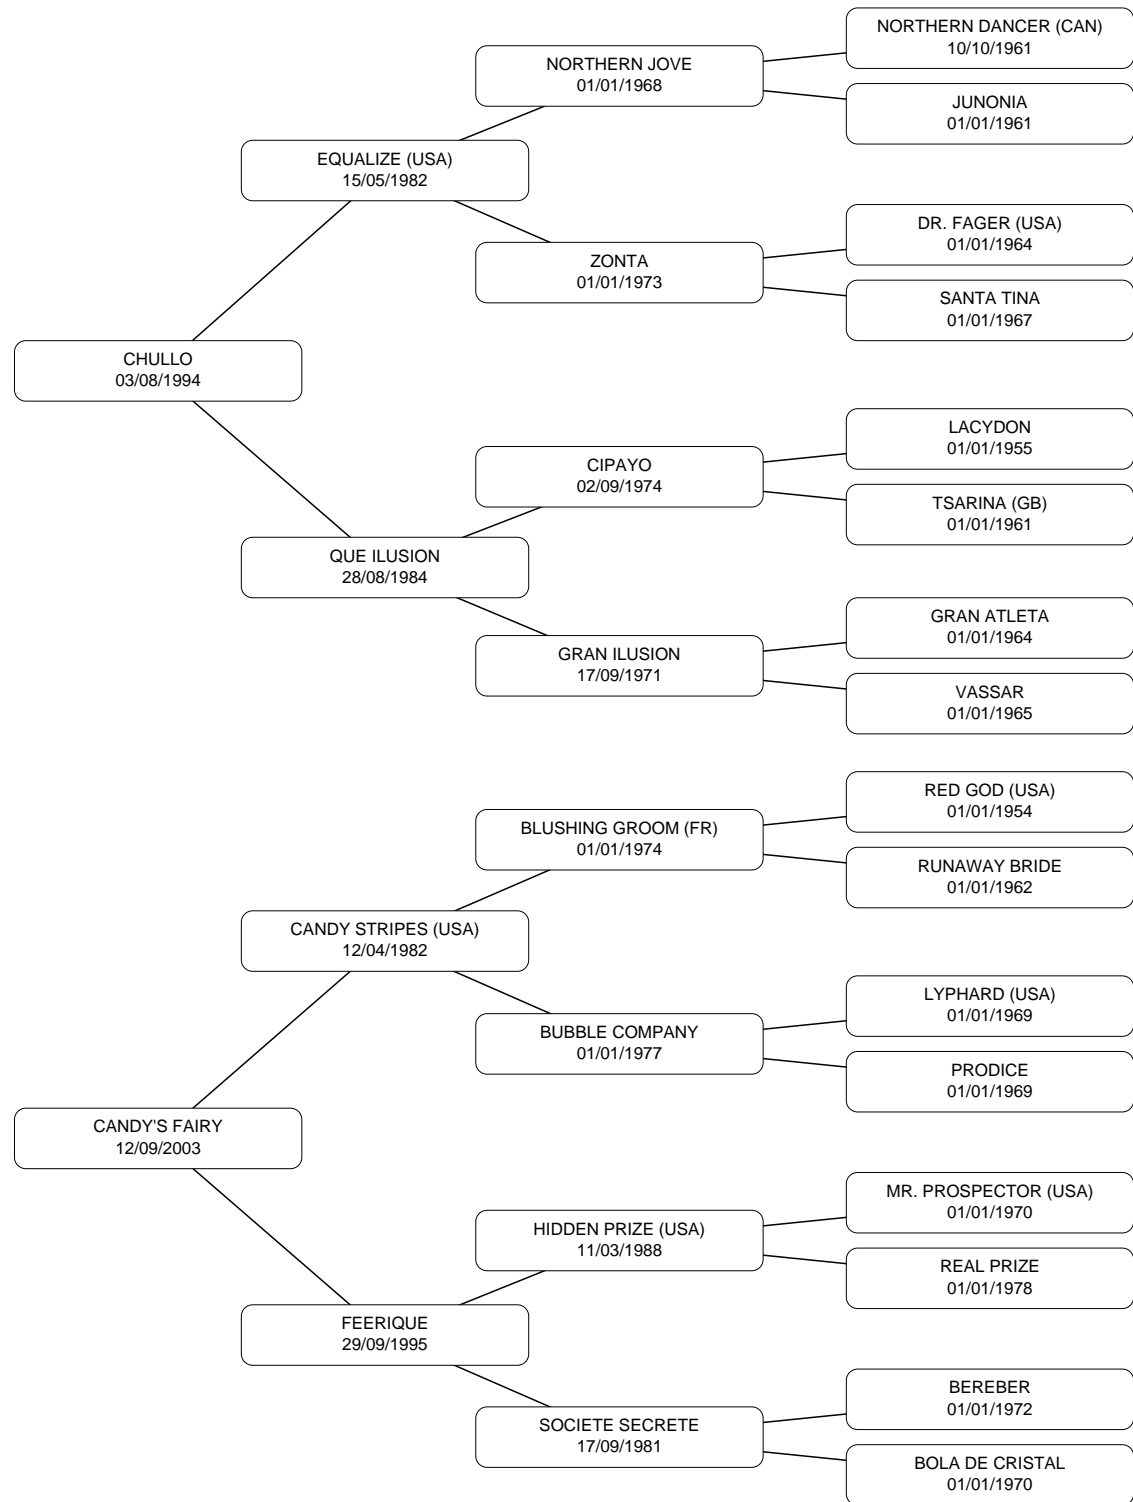 NORTHERN DANCER (CAN)
10/10/1961
NORTHERN JOVE
01/01/1968
JUNONIA
01/01/1961
EQUALIZE (USA)
15/05/1982
DR. FAGER (USA)
01/01/1964
ZONTA
01/01/1973
SANTA TINA
01/01/1967
CHULLO
03/08/1994
LACYDON
01/01/1955
CIPAYO
02/09/1974
TSARINA (GB)
01/01/1961
QUE ILUSION
28/08/1984
GRAN ATLETA
01/01/1964
GRAN ILUSION
17/09/1971
VASSAR
01/01/1965
RED GOD (USA)
01/01/1954
BLUSHING GROOM (FR)
01/01/1974
RUNAWAY BRIDE
01/01/1962
CANDY STRIPES (USA)
12/04/1982
LYPHARD (USA)
01/01/1969
BUBBLE COMPANY
01/01/1977
PRODICE
01/01/1969
CANDY'S FAIRY
12/09/2003
MR. PROSPECTOR (USA)
01/01/1970
HIDDEN PRIZE (USA)
11/03/1988
REAL PRIZE
01/01/1978
FEERIQUE
29/09/1995
BEREBER
01/01/1972
SOCIETE SECRETE
17/09/1981
BOLA DE CRISTAL
01/01/1970